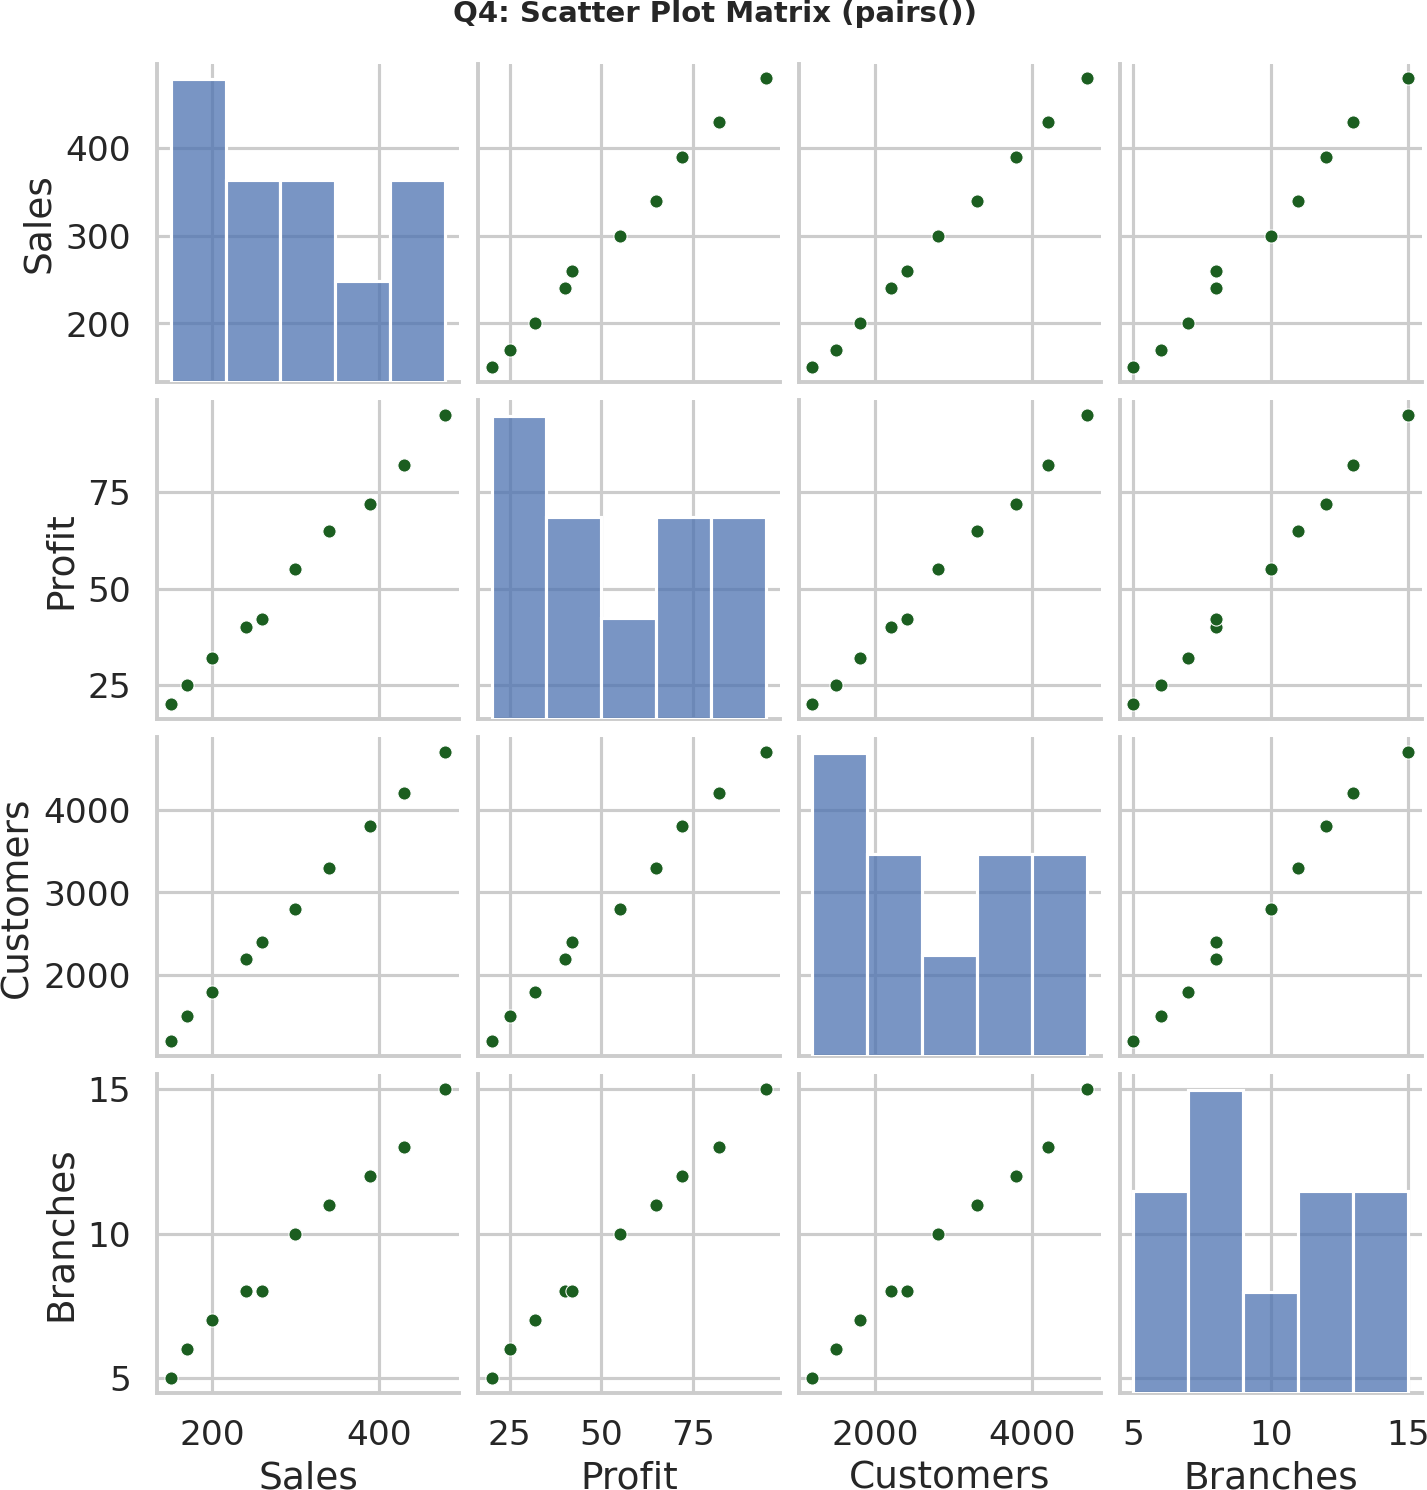 Q4: Scatter Plot Matrix (pairs())
Sales
400
300
200
Profit
75
50
25
Customers
4000
3000
2000
Branches
15
10
5
200 400 25 50 75 2000 4000 5 10 15
Sales Profit Customers Branches